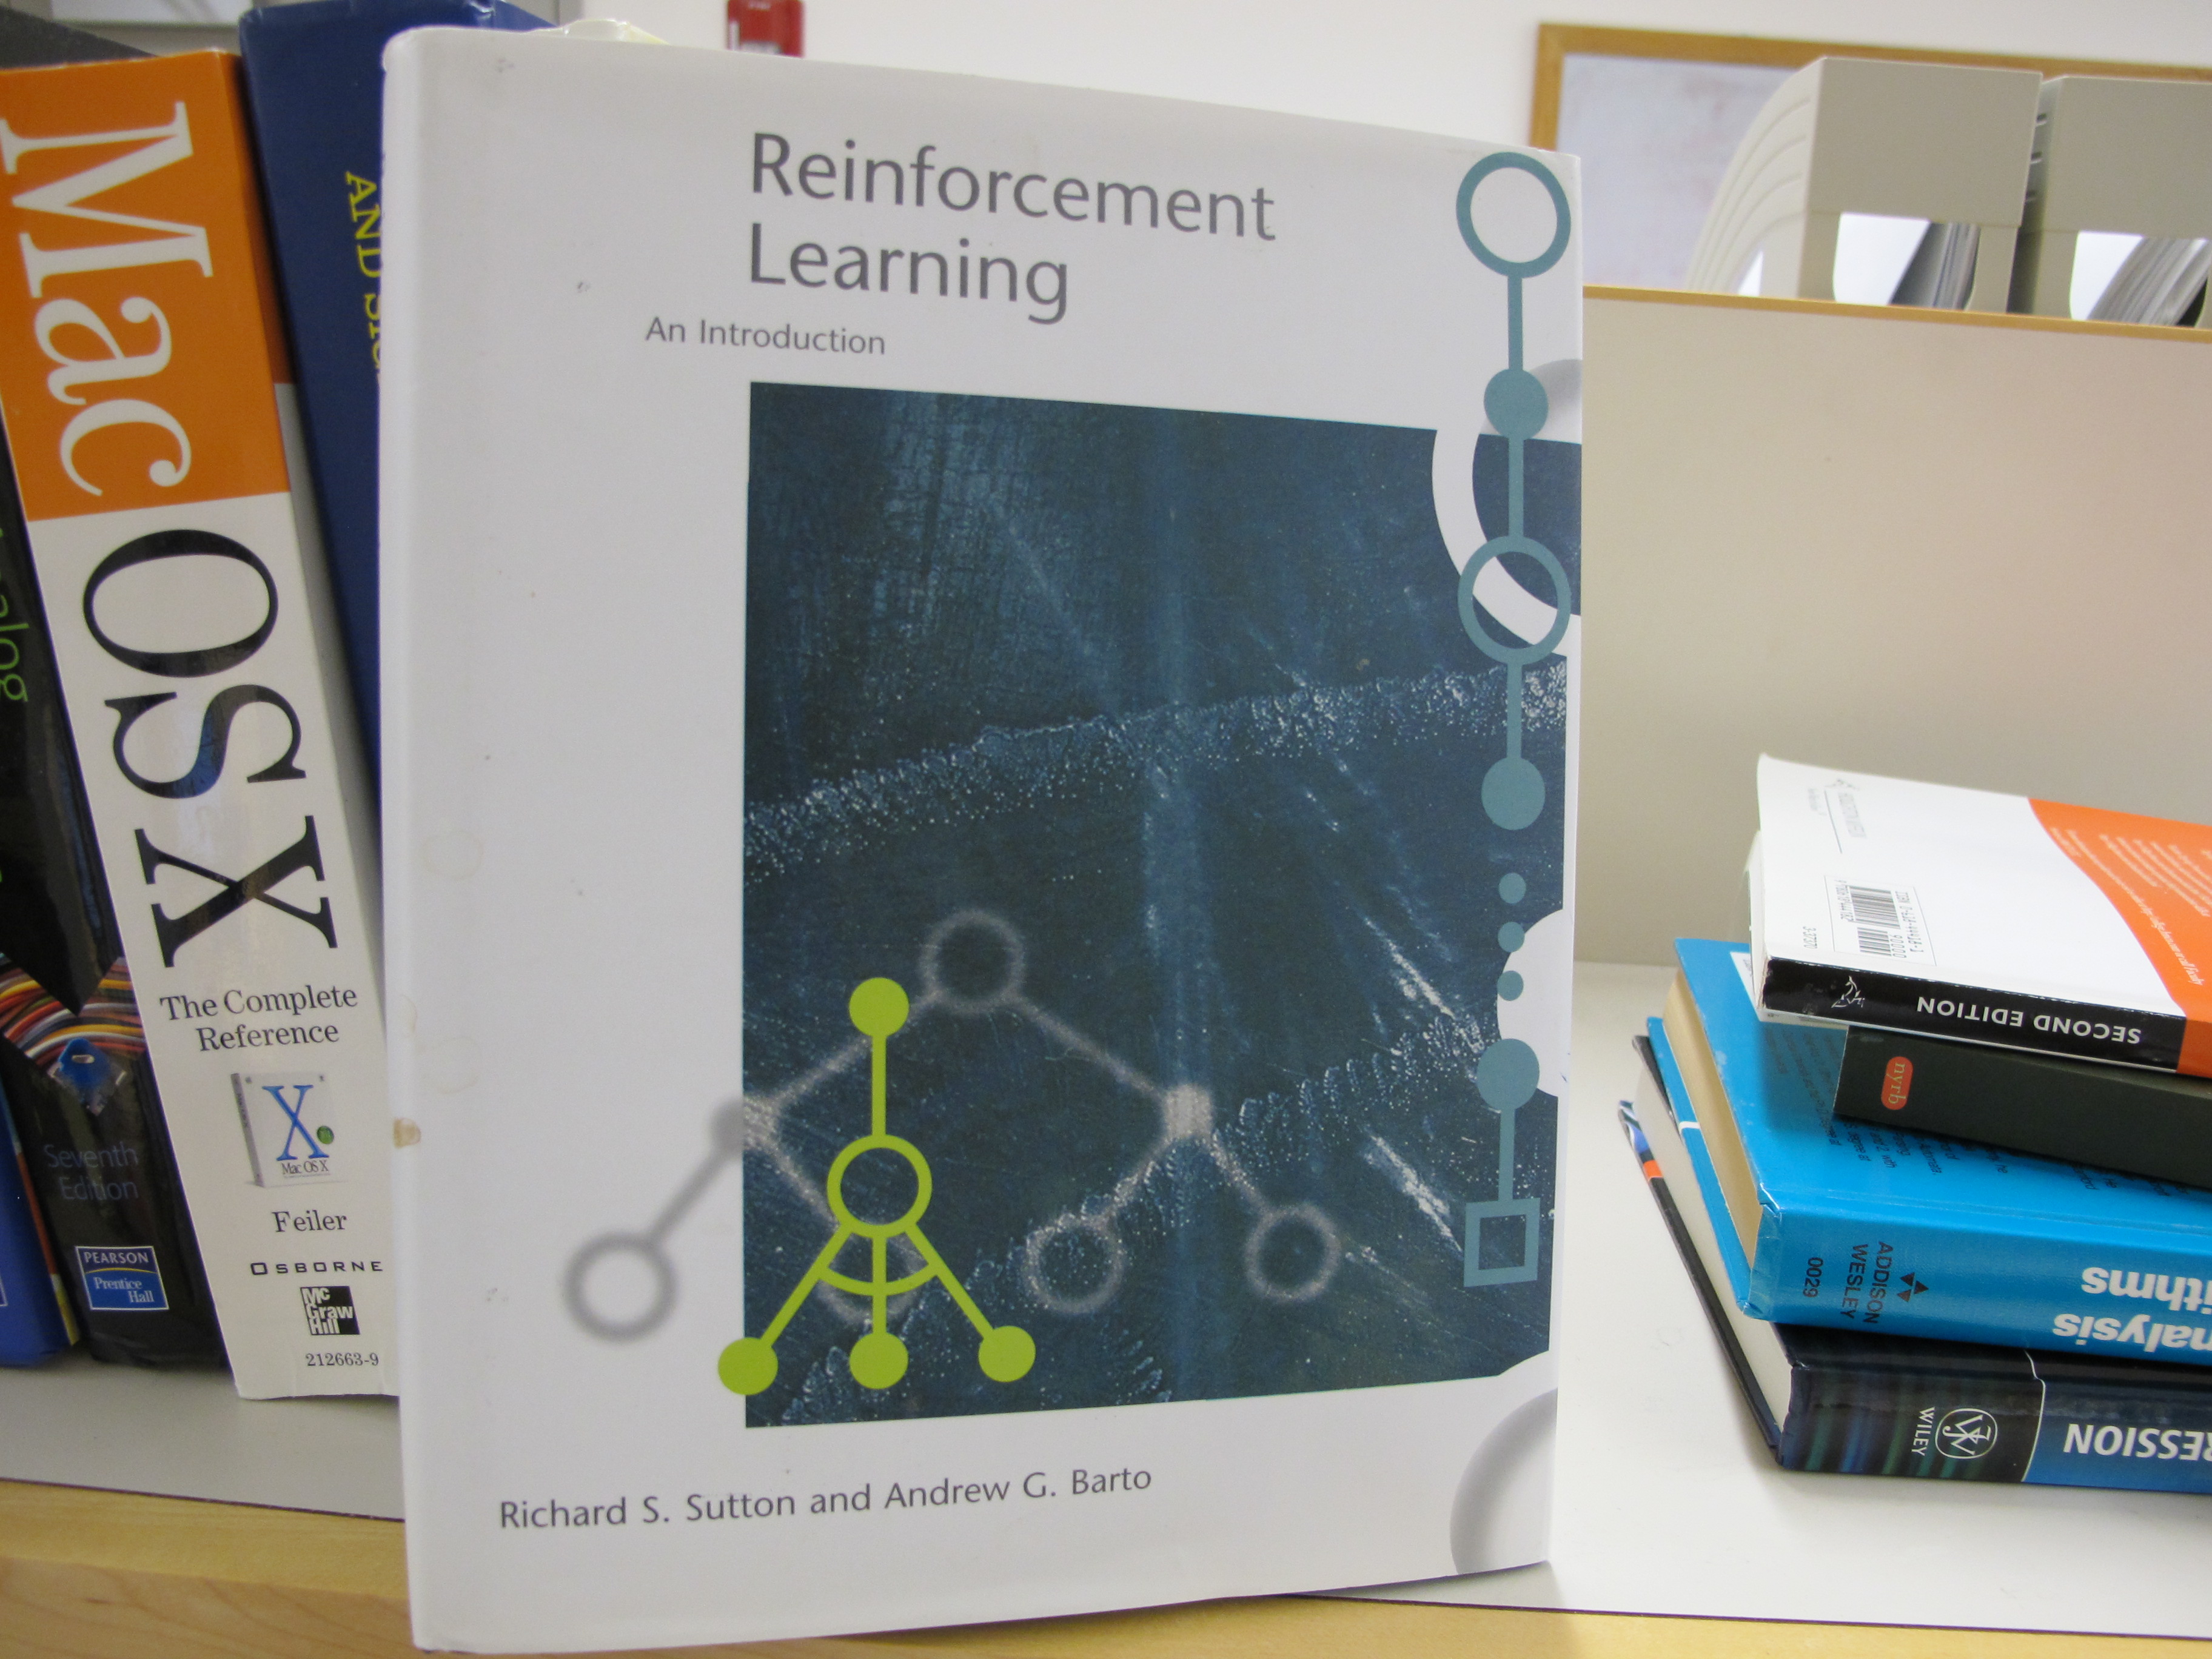 Mac OS X
The Complete
Reference
Mac OS X
Feiler
OSBORNE
Mc
Graw
Hill
212663-9
Seventh
Edition
PEARSON
Prentice
Hall
AND
Reinforcement
Learning
An Introduction
Richard S. Sutton and Andrew G. Barto
SECOND EDITION
nyrb
ADDISON
WESLEY
0029
WILEY